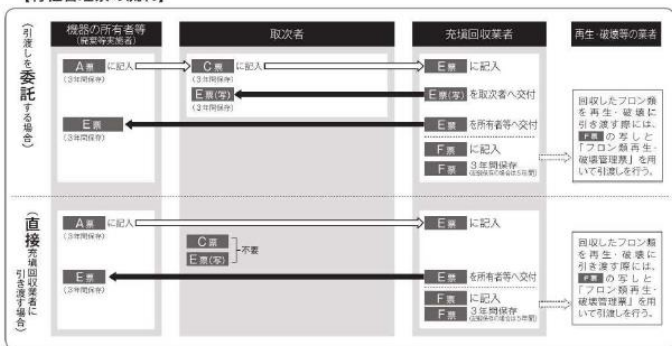 機器の所有者等
(廃棄等実施者)
取次者
充填回収業者
再生・破壊等の業者
(引渡しを委託する場合)
A票 に記入
(3年間保存)
C票 に記入
(3年間保存)
E票 に記入
E票(写)
(3年間保存)
E票(写) を取次者へ交付
E票
(3年間保存)
E票 を所有者等へ交付
F票 に記入
F票 3年間保存
回収したフロン類
を再生・破壊に
引き渡す際には、
F票 の写しと
「フロン類再生・
破壊管理票」を用
いて引渡しを行う。
(直接充填回収業者に引き渡す場合)
A票 に記入
(3年間保存)
C票
E票(写)
不要
E票 に記入
E票
(3年間保存)
E票 を所有者等へ交付
F票 に記入
F票 3年間保存
回収したフロン類
を再生・破壊に
引き渡す際には、
F票 の写しと
「フロン類再生・
破壊管理票」を用
いて引渡しを行う。